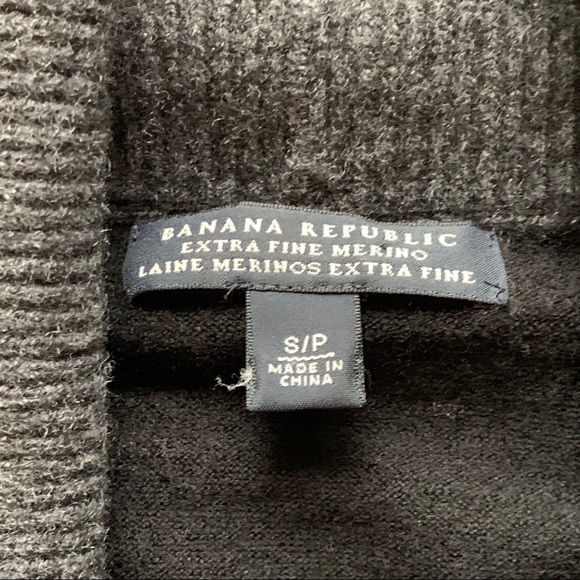 BANANA REPUBLIC
EXTRA FINE MERINO
LAINE MERINOS EXTRA FINE
S/P
MADE IN
CHINA